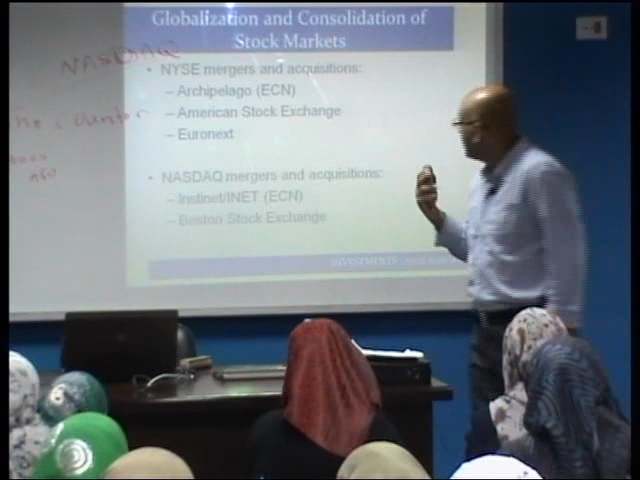 Globalization and Consolidation of
Stock Markets
NASDAQ
• NYSE mergers and acquisitions:
– Archipelago (ECN)
– American Stock Exchange
– Euronext
• NASDAQ mergers and acquisitions:
– Instinet/INET (ECN)
– Boston Stock Exchange
INVESTMENTS